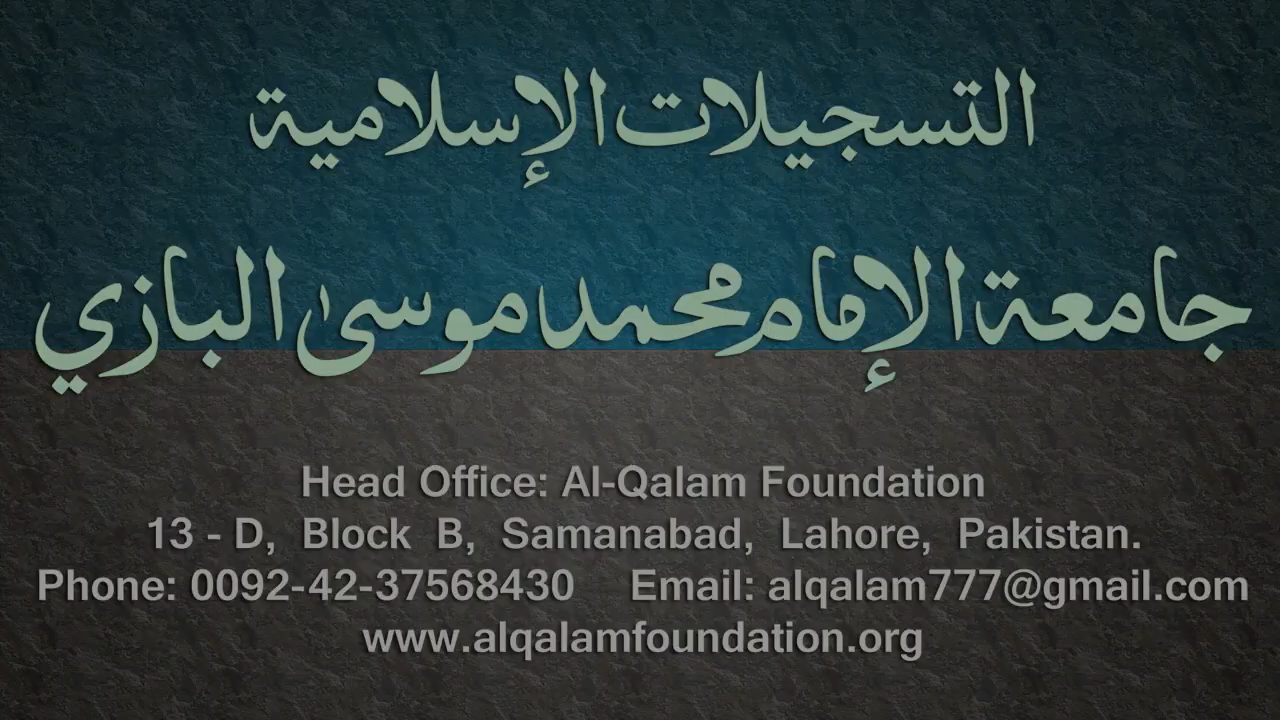 التسجيلات الإسلامية
جامعة الإمام محمد موسىٰ البازي
Head Office: Al-Qalam Foundation
13 - D, Block B, Samanabad, Lahore, Pakistan.
Phone: 0092-42-37568430 Email: alqalam777@gmail.com
www.alqalamfoundation.org